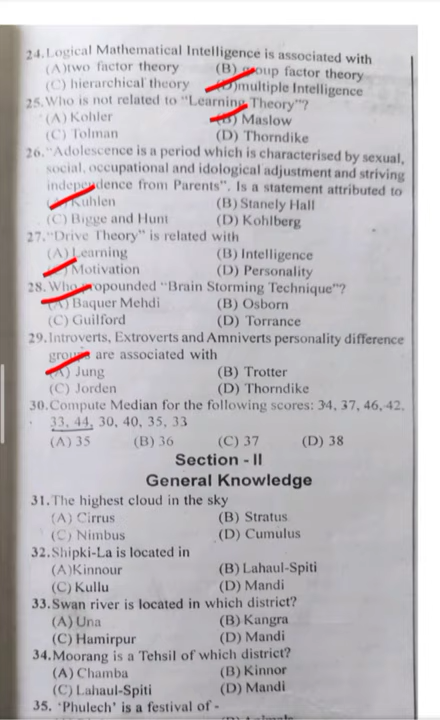 24.Logical Mathematical Intelligence is associated with
(A)two factor theory (B) group factor theory
(C) hierarchical theory (D)multiple Intelligence
25.Who is not related to "Learning Theory"?
(A) Kohler (B) Maslow
(C) Tolman (D) Thorndike
26."Adolescence is a period which is characterised by sexual,
social, occupational and idological adjustment and striving
independence from Parents". Is a statement attributed to
(A) Kuhlen (B) Stanely Hall
(C) Bigge and Hunt (D) Kohlberg
27."Drive Theory" is related with
(A) Learning (B) Intelligence
(C) Motivation (D) Personality
28.Who propounded "Brain Storming Technique"?
(A) Baquer Mehdi (B) Osborn
(C) Guilford (D) Torrance
29.Introverts, Extroverts and Amniverts personality difference
groups are associated with
(A) Jung (B) Trotter
(C) Jorden (D) Thorndike
30.Compute Median for the following scores: 34, 37, 46, 42,
33, 44, 30, 40, 35, 33
(A) 35 (B) 36 (C) 37 (D) 38
Section - II
General Knowledge
31.The highest cloud in the sky
(A) Cirrus (B) Stratus
(C) Nimbus (D) Cumulus
32.Shipki-La is located in
(A)Kinnour (B) Lahaul-Spiti
(C) Kullu (D) Mandi
33.Swan river is located in which district?
(A) Una (B) Kangra
(C) Hamirpur (D) Mandi
34.Moorang is a Tehsil of which district?
(A) Chamba (B) Kinnor
(C) Lahaul-Spiti (D) Mandi
35. 'Phulech' is a festival of -